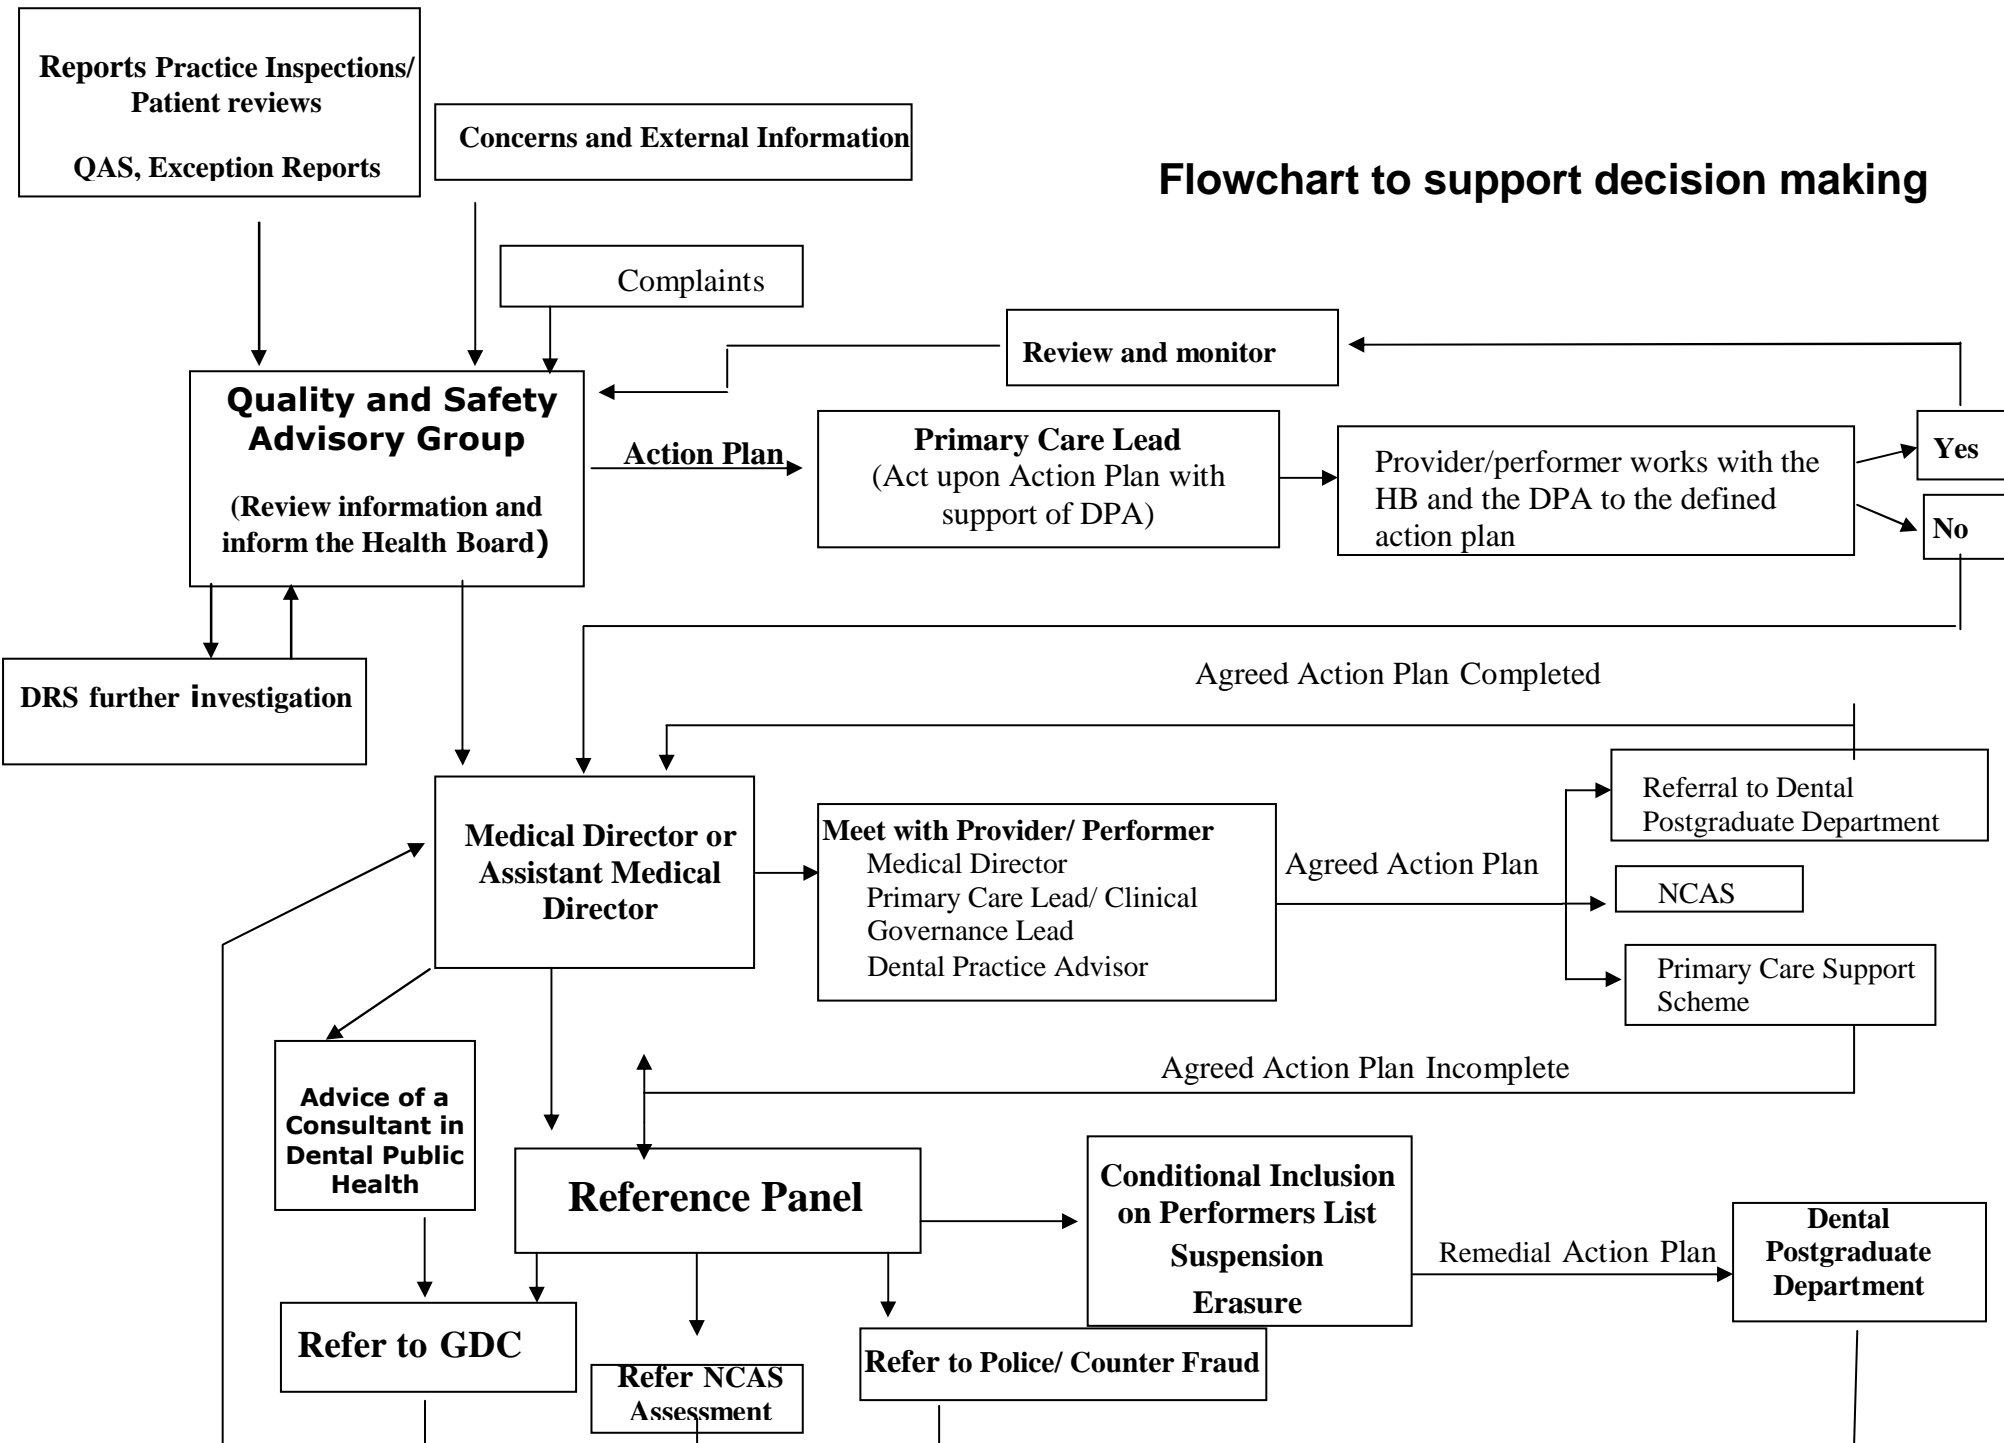 Reports Practice Inspections/
Patient reviews
QAS, Exception Reports
Concerns and External Information
Flowchart to support decision making
Complaints
Review and monitor
Quality and Safety
Advisory Group
(Review information and
inform the Health Board)
Action Plan
Primary Care Lead
(Act upon Action Plan with
support of DPA)
Provider/performer works with the
HB and the DPA to the defined
action plan
Yes
No
DRS further investigation
Agreed Action Plan Completed
Medical Director or
Assistant Medical
Director
Meet with Provider/ Performer
Medical Director
Primary Care Lead/ Clinical
Governance Lead
Dental Practice Advisor
Agreed Action Plan
Referral to Dental
Postgraduate Department
NCAS
Primary Care Support
Scheme
Agreed Action Plan Incomplete
Advice of a
Consultant in
Dental Public
Health
Reference Panel
Conditional Inclusion
on Performers List
Suspension
Erasure
Remedial Action Plan
Dental
Postgraduate
Department
Refer to GDC
Refer NCAS
Assessment
Refer to Police/ Counter Fraud